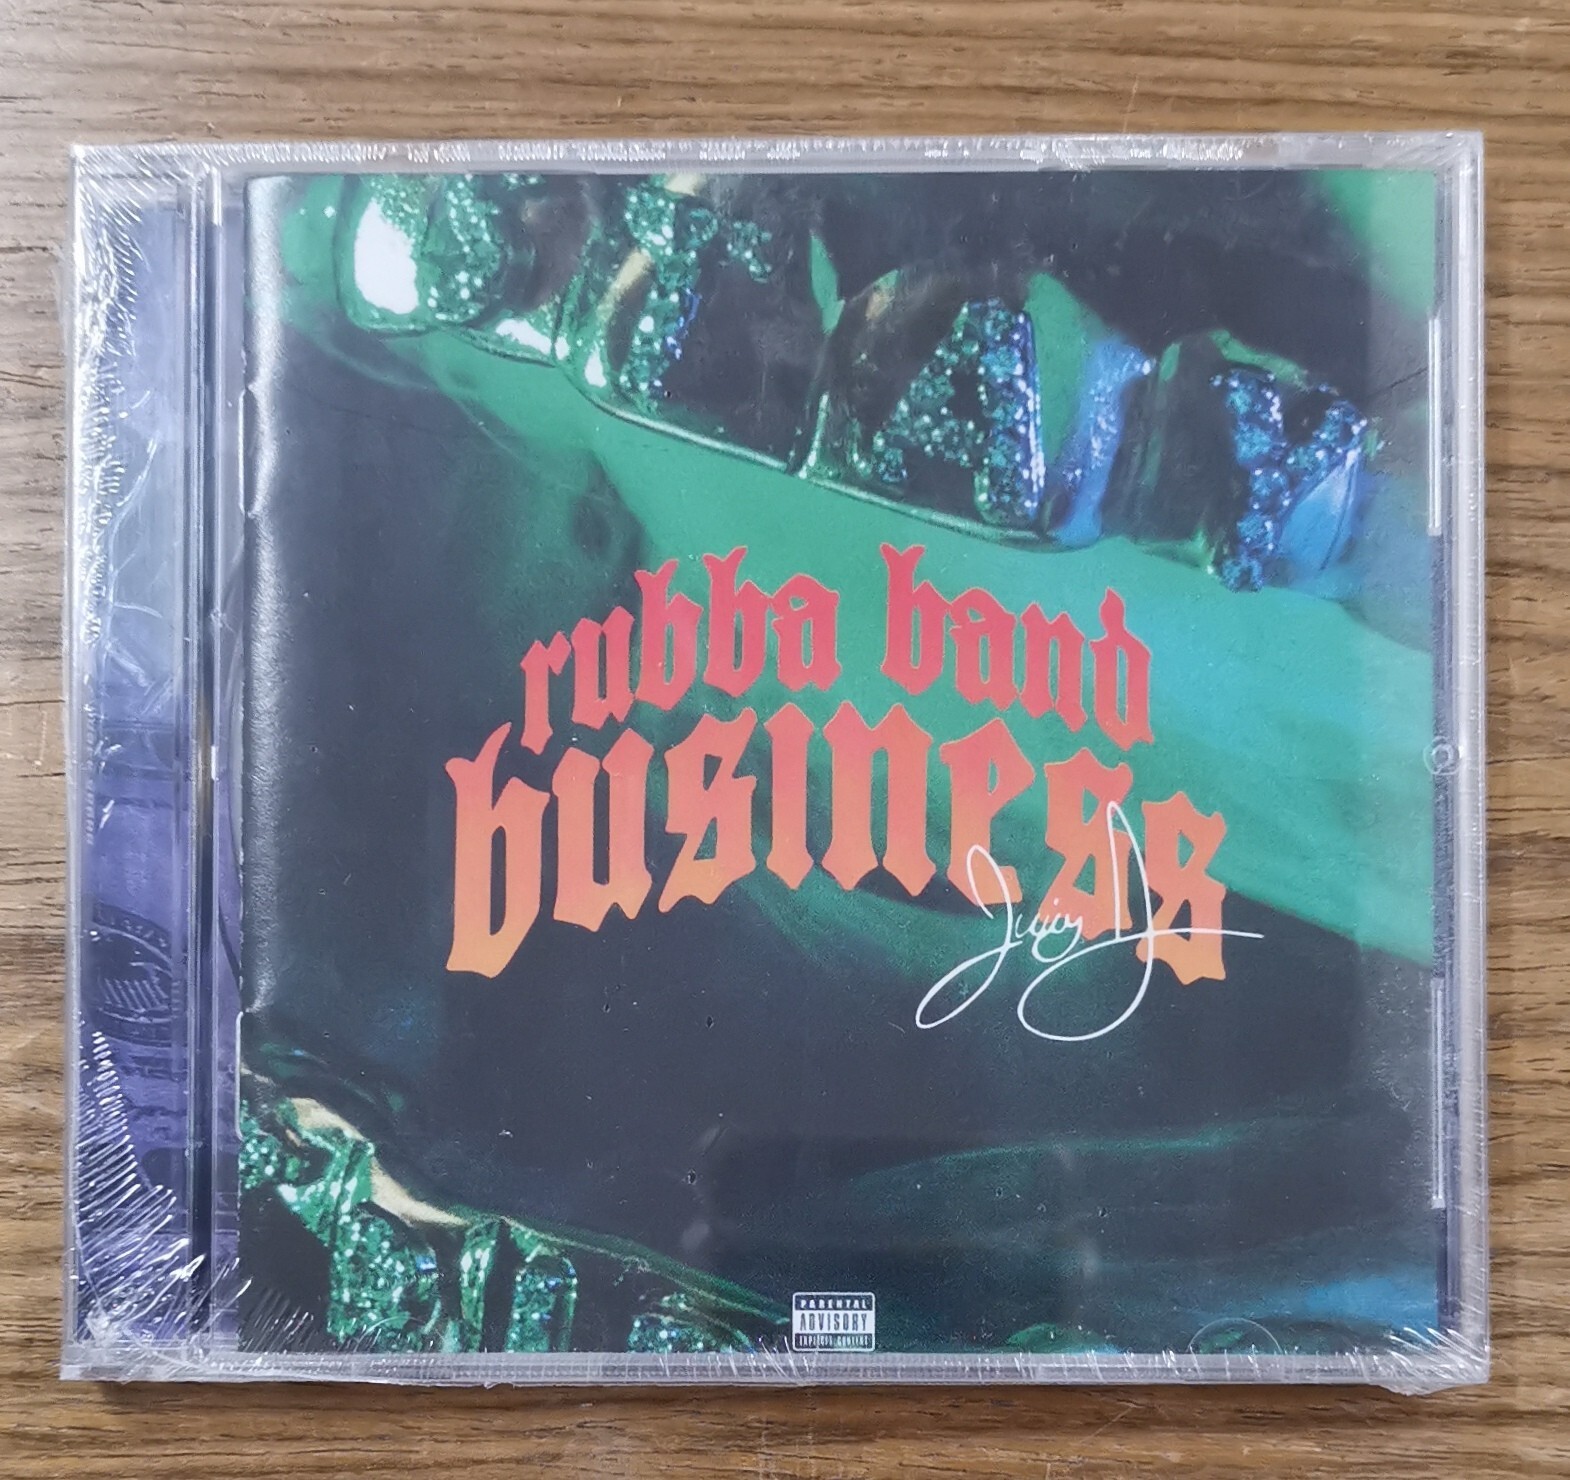 rubba band
business
Juicy J
PARENTAL
ADVISORY
EXPLICIT CONTENT